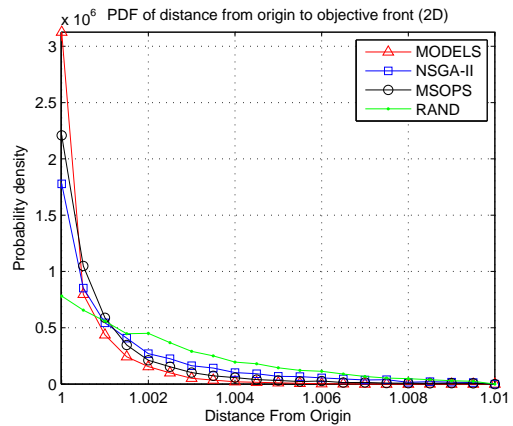 x 10^6
PDF of distance from origin to objective front (2D)
MODELS
NSGA-II
MSOPS
RAND
Probability density
3
2.5
2
1.5
1
0.5
0
1
1.002
1.004
1.006
1.008
1.01
Distance From Origin